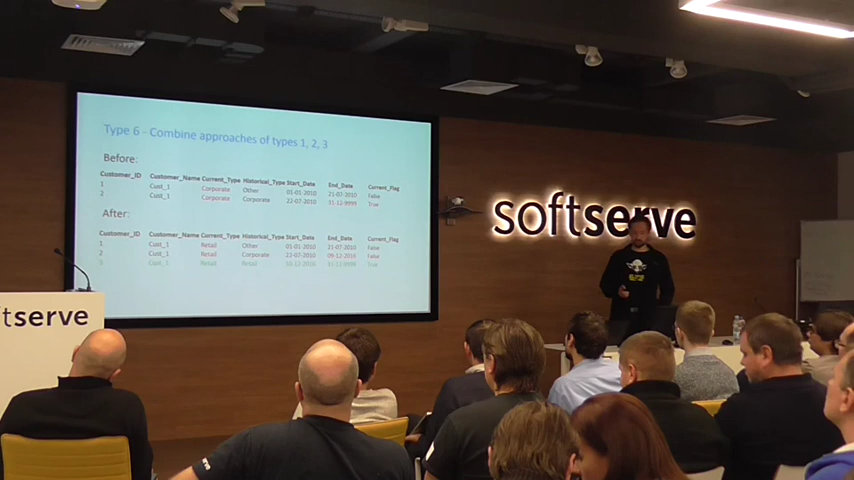 Type 6 - Combine approaches of types 1, 2, 3
Before:
Customer_ID Customer_Name Current_Type Historical_Type Start_Date End_Date Current_Flag
1 Cust_1 Corporate Other 01-01-2010 21-07-2010 False
2 Cust_1 Corporate Corporate 22-07-2010 31-12-9999 True
After:
Customer_ID Customer_Name Current_Type Historical_Type Start_Date End_Date Current_Flag
1 Cust_1 Retail Other 01-01-2010 21-07-2010 False
2 Cust_1 Retail Corporate 22-07-2010 09-12-2016 False
3 Cust_1 Retail Retail 10-12-2016 31-12-9999 True
softserve
ftserve